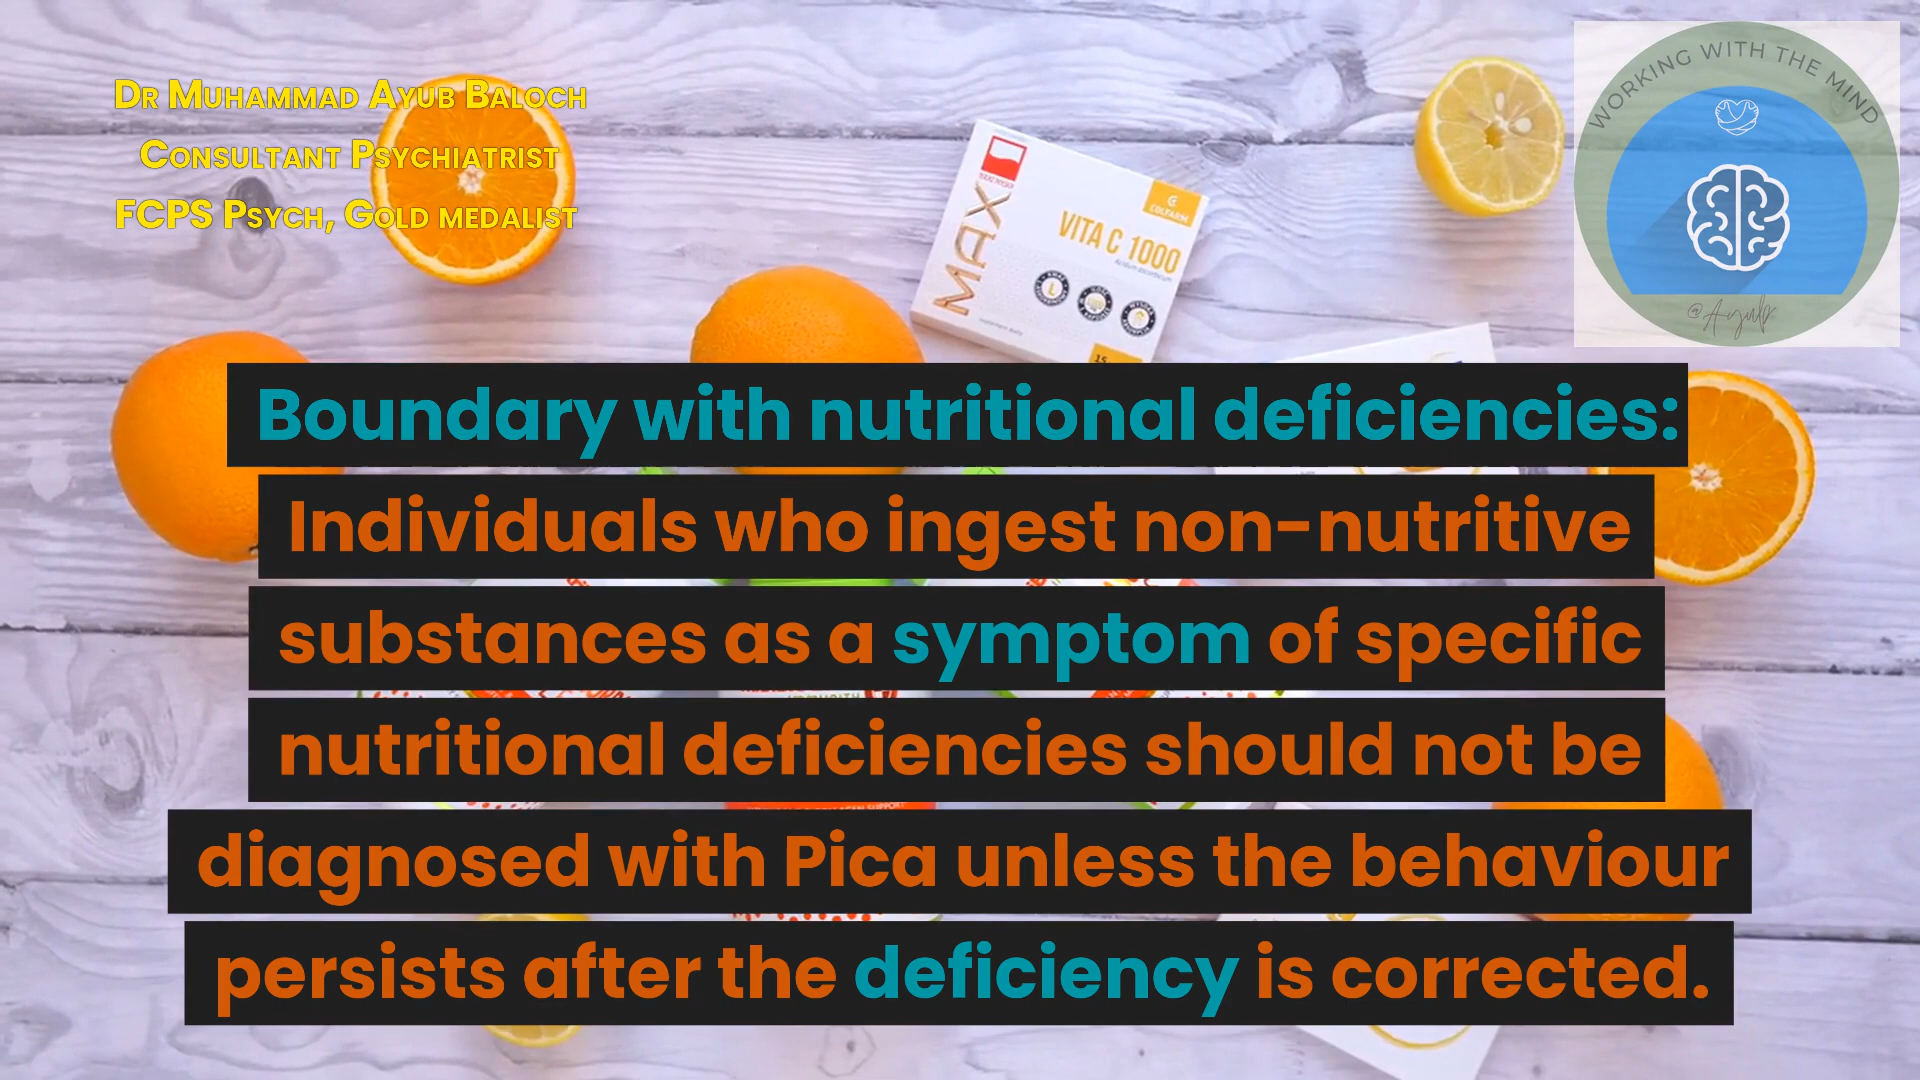 Dr Muhammad Ayub Baloch
Consultant Psychiatrist
FCPS Psych, Gold medalist
WORKING WITH THE MIND
@Ayub
MAX
VITA C 1000
COLFARM
Boundary with nutritional deficiencies:
Individuals who ingest non-nutritive
substances as a symptom of specific
nutritional deficiencies should not be
diagnosed with Pica unless the behaviour
persists after the deficiency is corrected.